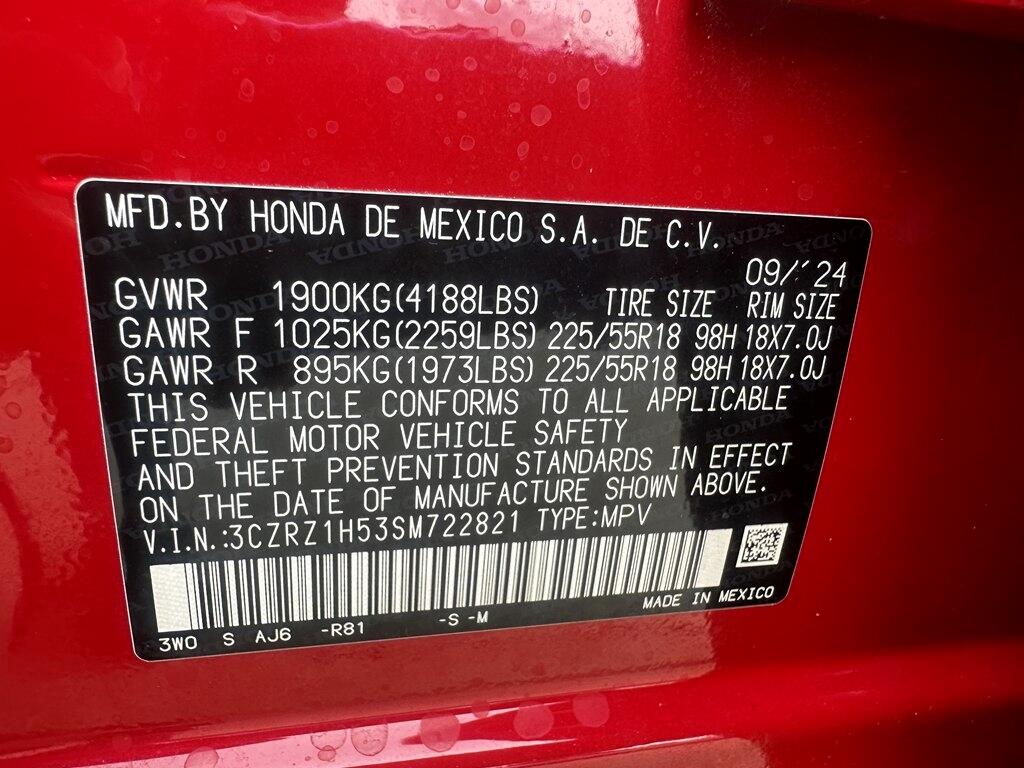 MFD.BY HONDA DE MEXICO S.A. DE C.V.
09/'24
GVWR 1900KG(4188LBS) TIRE SIZE RIM SIZE
GAWR F 1025KG(2259LBS) 225/55R18 98H 18X7.0J
GAWR R 895KG(1973LBS) 225/55R18 98H 18X7.0J
THIS VEHICLE CONFORMS TO ALL APPLICABLE
FEDERAL MOTOR VEHICLE SAFETY
AND THEFT PREVENTION STANDARDS IN EFFECT
ON THE DATE OF MANUFACTURE SHOWN ABOVE.
V.I.N.:3CZRZ1H53SM722821 TYPE:MPV
MADE IN MEXICO
3W0 S AJ6 -R81 -S -M